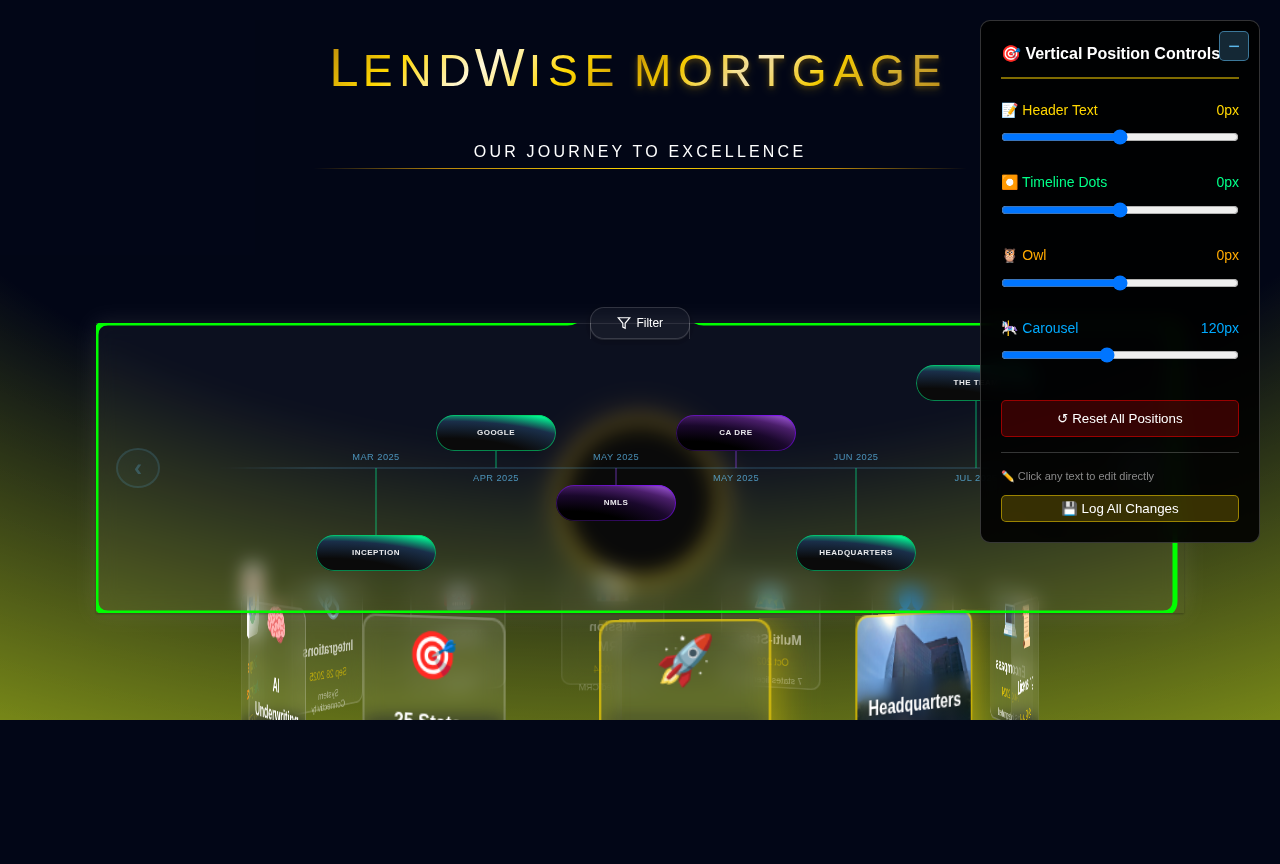 LENDWISE MORTGAGE
OUR JOURNEY TO EXCELLENCE
🎯 Vertical Position Controls
−
📝 Header Text 0px
⏺️ Timeline Dots 0px
🦉 Owl 0px
🎠 Carousel 120px
↺ Reset All Positions
✏️ Click any text to edit directly
💾 Log All Changes
Filter
THE T
GOOGLE
CA DRE
MAR 2025
MAY 2025
JUN 2025
‹
APR 2025
MAY 2025
JUL 2
NMLS
INCEPTION
HEADQUARTERS
Integrations
Sep 28 2025
System
Connectivity
AI
Underwriting
Multi-S
Oct
7 states
CRM
Headquarters